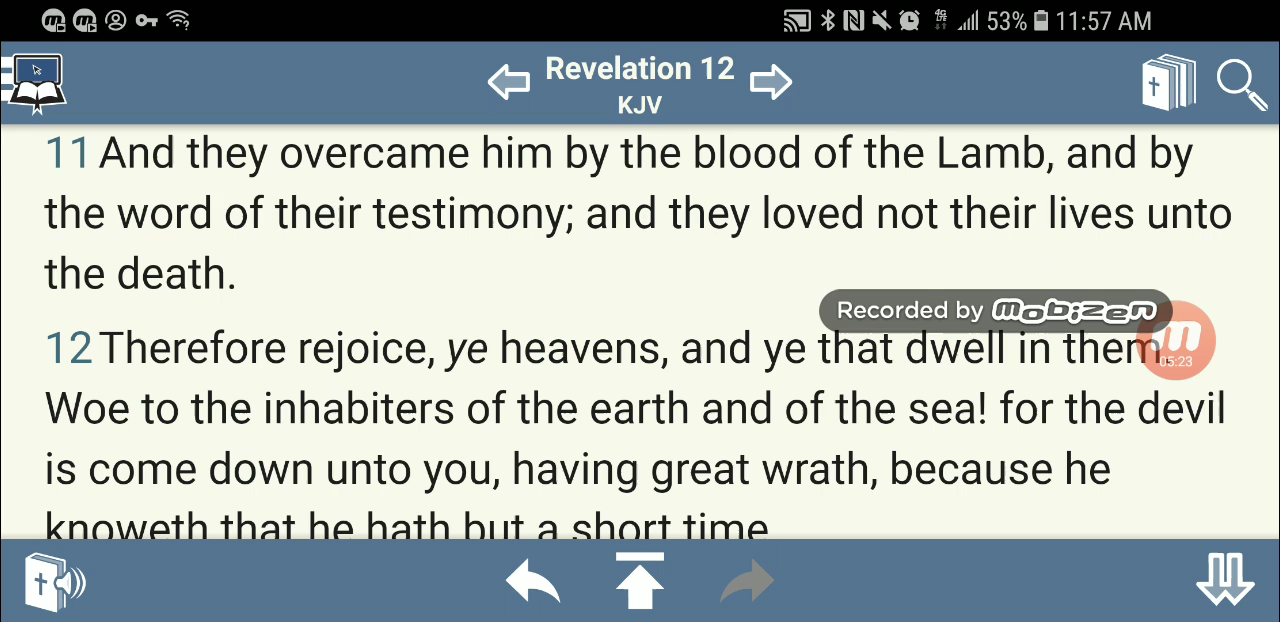 53% 11:57 AM
Revelation 12
KJV
11 And they overcame him by the blood of the Lamb, and by
the word of their testimony; and they loved not their lives unto
the death.
Recorded by mobizen
12 Therefore rejoice, ye heavens, and ye that dwell in them.
05:23
Woe to the inhabiters of the earth and of the sea! for the devil
is come down unto you, having great wrath, because he
knoweth that he hath but a short time